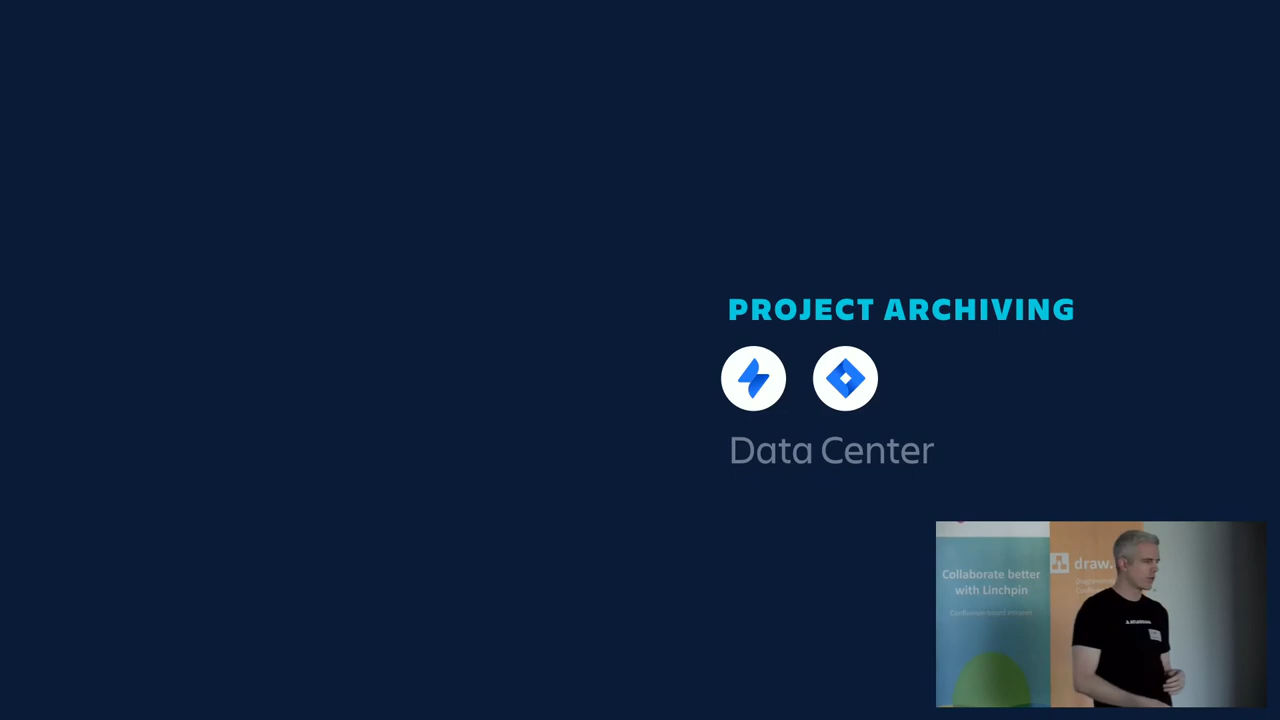 PROJECT ARCHIVING
Data Center
Collaborate better
with Linchpin
draw.